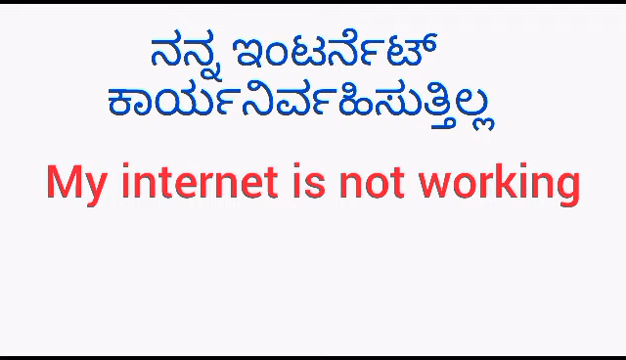 ನನ್ನ ಇಂಟರ್ನೆಟ್
ಕಾರ್ಯನಿರ್ವಹಿಸುತ್ತಿಲ್ಲ
My internet is not working